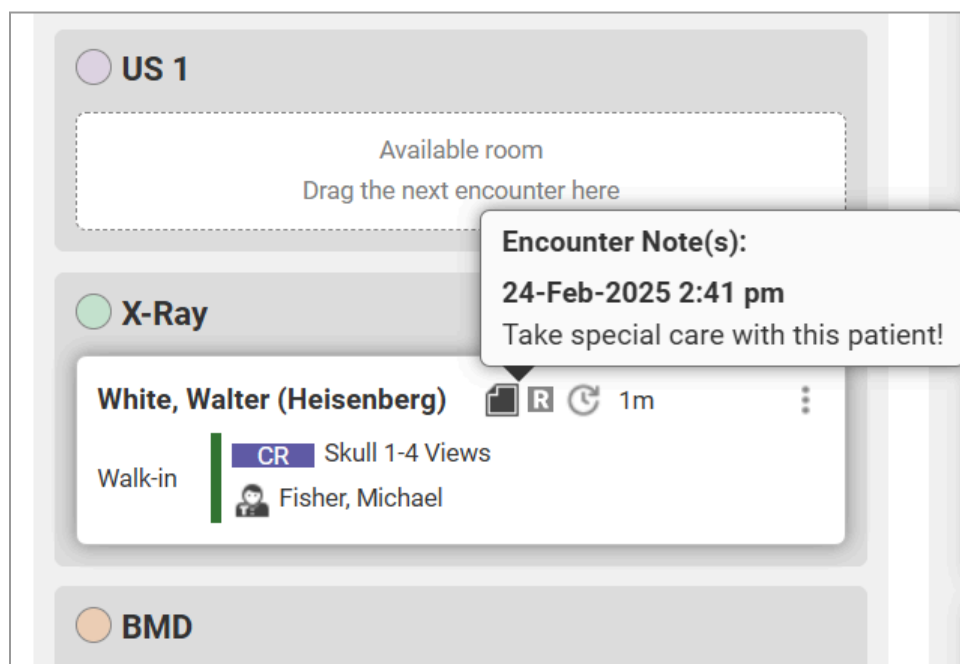 US 1
Available room
Drag the next encounter here
Encounter Note(s):
24-Feb-2025 2:41 pm
Take special care with this patient!
X-Ray
White, Walter (Heisenberg) R 1m
CR Skull 1-4 Views
Walk-in
Fisher, Michael
BMD